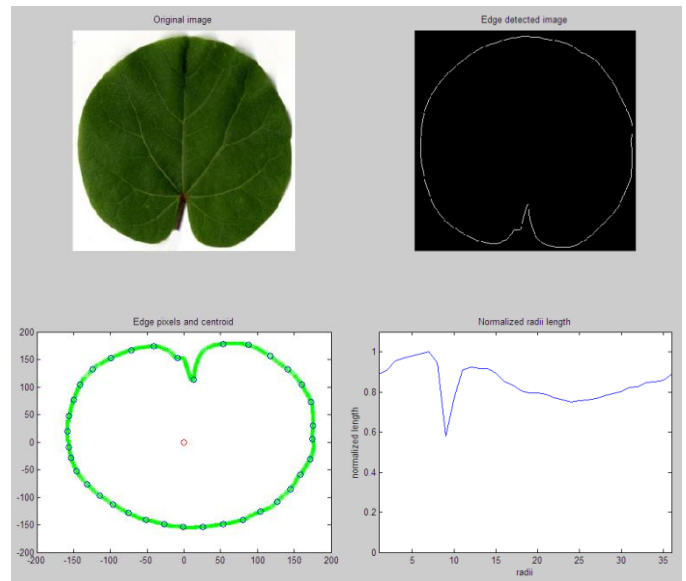 Original image
Edge detected image
Edge pixels and centroid
200
150
100
50
0
-50
-100
-150
-200
-200 -150 -100 -50 0 50 100 150 200
Normalized radii length
normalized length
1
0.8
0.6
0.4
0.2
0
5 10 15 20 25 30 35
radii